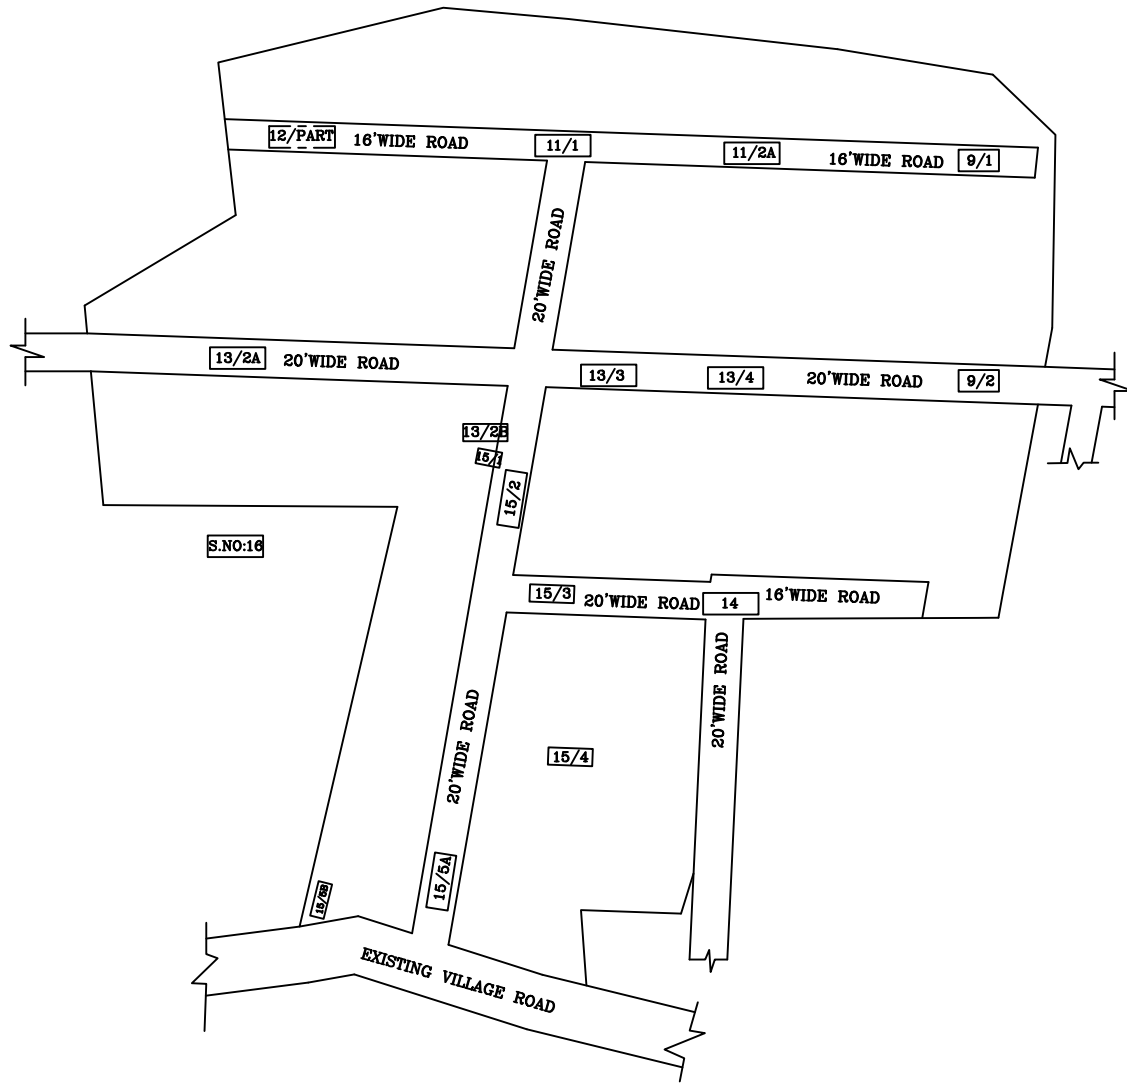 12/PART
16'WIDE ROAD
11/1
11/2A
16'WIDE ROAD
9/1
20'WIDE ROAD
13/2A
20'WIDE ROAD
13/3
13/4
20'WIDE ROAD
9/2
13/2B
15/1
15/2
S.NO:16
15/3
20'WIDE ROAD
14
16'WIDE ROAD
20'WIDE ROAD
20'WIDE ROAD
15/4
15/5A
15/5B
EXISTING VILLAGE ROAD